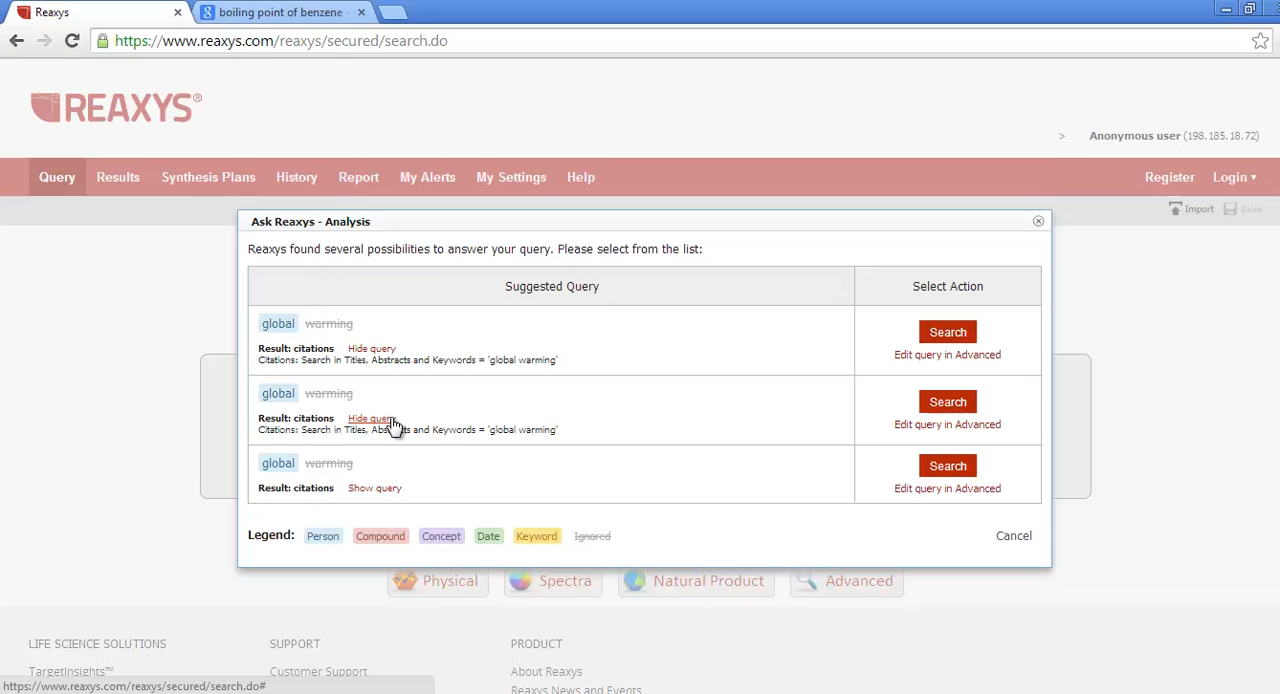 Reaxys
boiling point of benzene -
https://www.reaxys.com/reaxys/secured/search.do
REAXYS®
> Anonymous user (198.185.18.72)
Query Results Synthesis Plans History Report My Alerts My Settings Help Register Login ▾
Import Save
Ask Reaxys - Analysis
Reaxys found several possibilities to answer your query. Please select from the list:
Suggested Query Select Action
global warming
Result: citations Hide query
Citations: Search in Titles, Abstracts and Keywords = 'global warming'
Search
Edit query in Advanced
global warming
Result: citations Hide query
Citations: Search in Titles, Abstracts and Keywords = 'global warming'
Search
Edit query in Advanced
global warming
Result: citations Show query
Search
Edit query in Advanced
Legend: Person Compound Concept Date Keyword Ignored Cancel
Physical Spectra Natural Product Advanced
LIFE SCIENCE SOLUTIONS SUPPORT PRODUCT
TargetInsights™ Customer Support About Reaxys
https://www.reaxys.com/reaxys/secured/search.do#
Reaxys News and Events